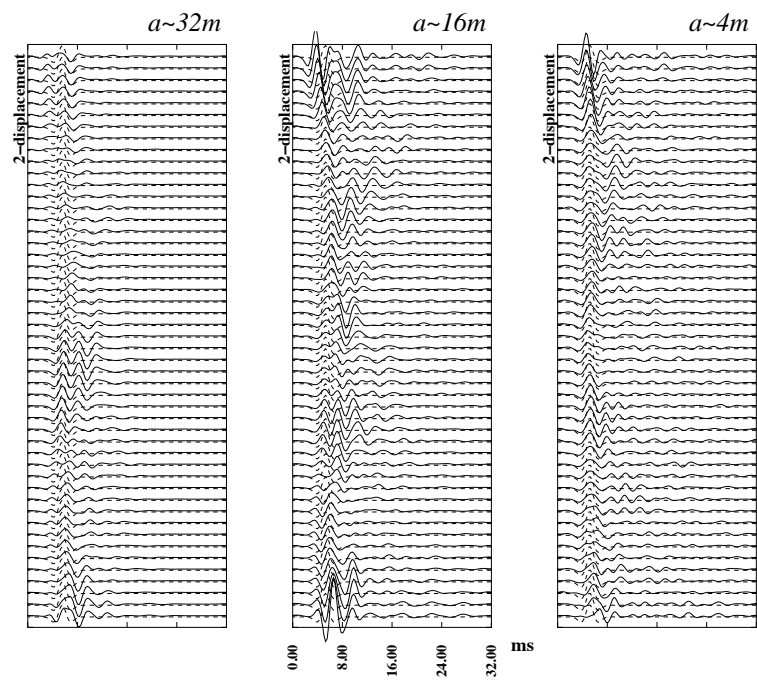 a~32m
a~16m
a~4m
2-displacement
2-displacement
2-displacement
0.00
8.00
16.00
24.00
32.00
ms